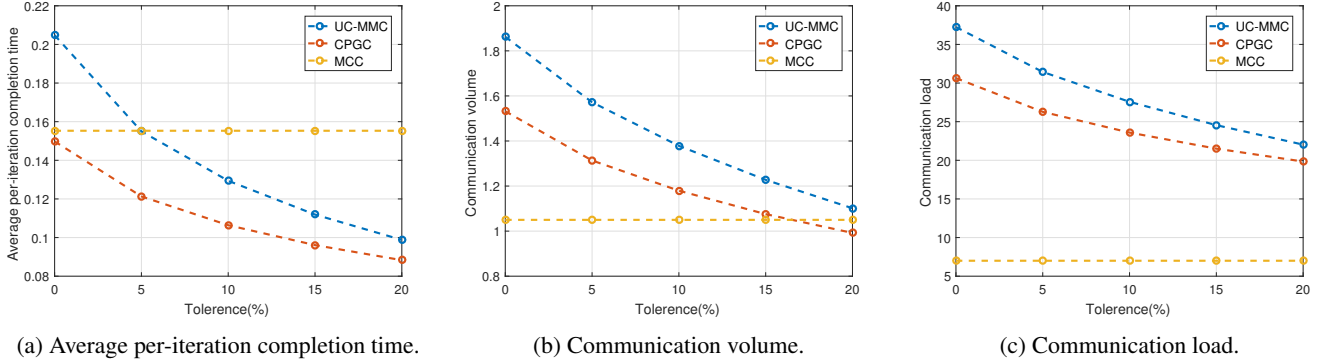 0.22
0.2
0.18
0.16
0.14
0.12
0.1
0.08
0
5
10
15
20
Average per-iteration completion time
Tolerence(%)
UC-MMC
CPGC
MCC
(a) Average per-iteration completion time.
2
1.8
1.6
1.4
1.2
1
0.8
0
5
10
15
20
Communication volume
Tolerence(%)
UC-MMC
CPGC
MCC
(b) Communication volume.
40
35
30
25
20
15
10
5
0
5
10
15
20
Communication load
Tolerence(%)
UC-MMC
CPGC
MCC
(c) Communication load.